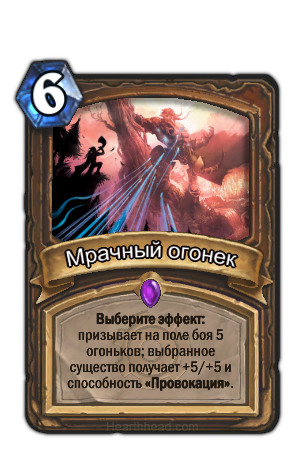 6
Мрачный огонек
Выберите эффект:
призывает на поле боя 5
огоньков; выбранное
существо получает +5/+5 и
способность «Провокация».
Hearthhead.com